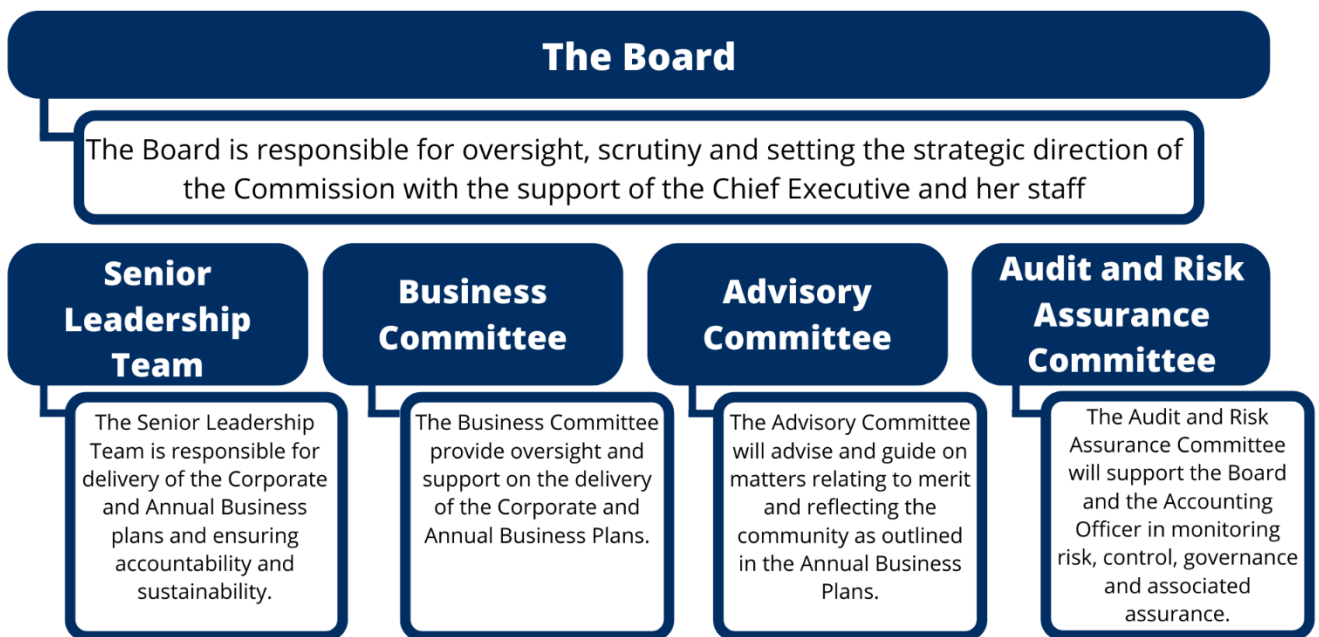 The Board
The Board is responsible for oversight, scrutiny and setting the strategic direction of
the Commission with the support of the Chief Executive and her staff
Senior
Leadership
Team
The Senior Leadership
Team is responsible for
delivery of the Corporate
and Annual Business
plans and ensuring
accountability and
sustainability.
Business
Committee
The Business Committee
provide oversight and
support on the delivery
of the Corporate and
Annual Business Plans.
Advisory
Committee
The Advisory Committee
will advise and guide on
matters relating to merit
and reflecting the
community as outlined
in the Annual Business
Plans.
Audit and Risk
Assurance
Committee
The Audit and Risk
Assurance Committee
will support the Board
and the Accounting
Officer in monitoring
risk, control, governance
and associated
assurance.